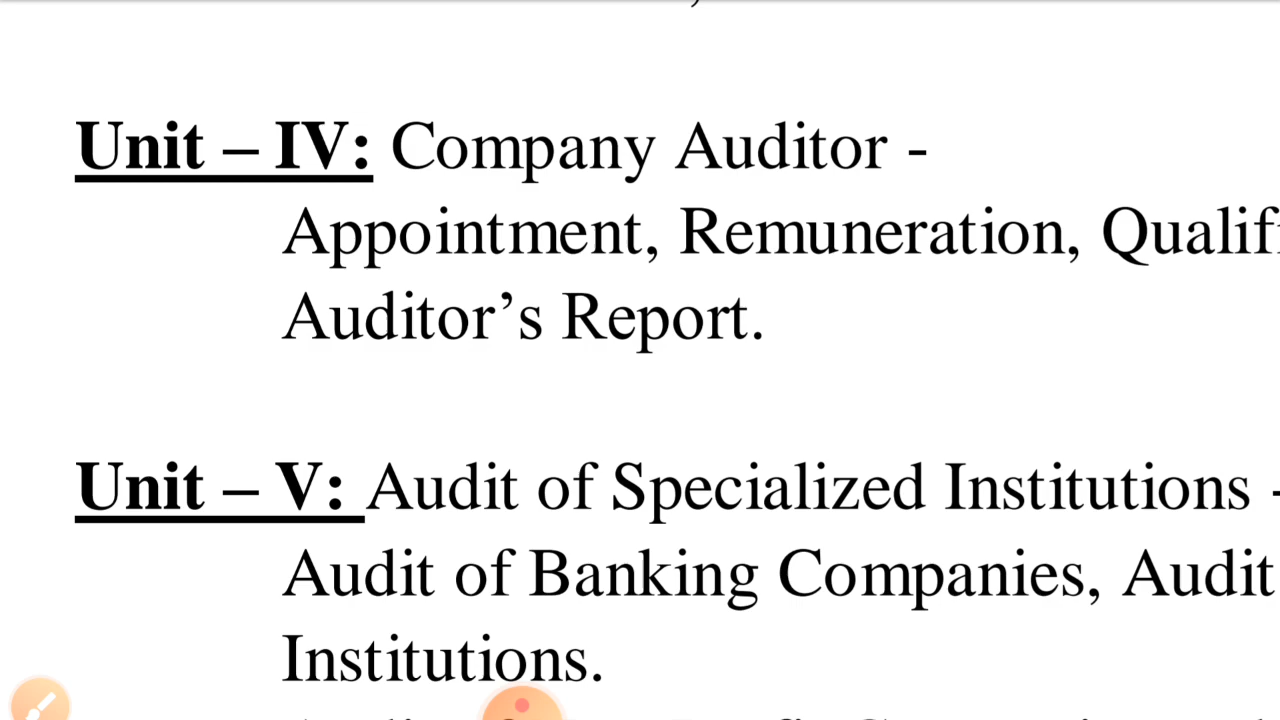 Unit – IV: Company Auditor -
Appointment, Remuneration,
Auditor’s Report.
Unit – V: Audit of Specialized Institutions -
Audit of Banking Companies, Audit
Institutions.